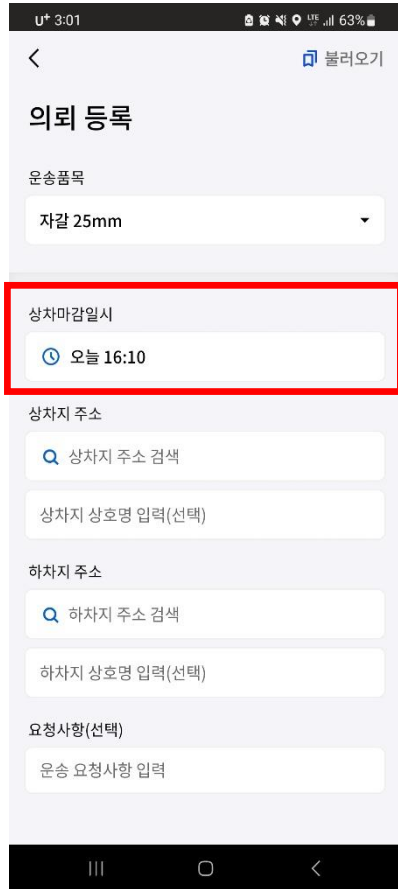 U+ 3:01 LTE 63%
불러오기
의뢰 등록
운송품목
자갈 25mm
상차마감일시
오늘 16:10
상차지 주소
상차지 주소 검색
상차지 상호명 입력(선택)
하차지 주소
하차지 주소 검색
하차지 상호명 입력(선택)
요청사항(선택)
운송 요청사항 입력